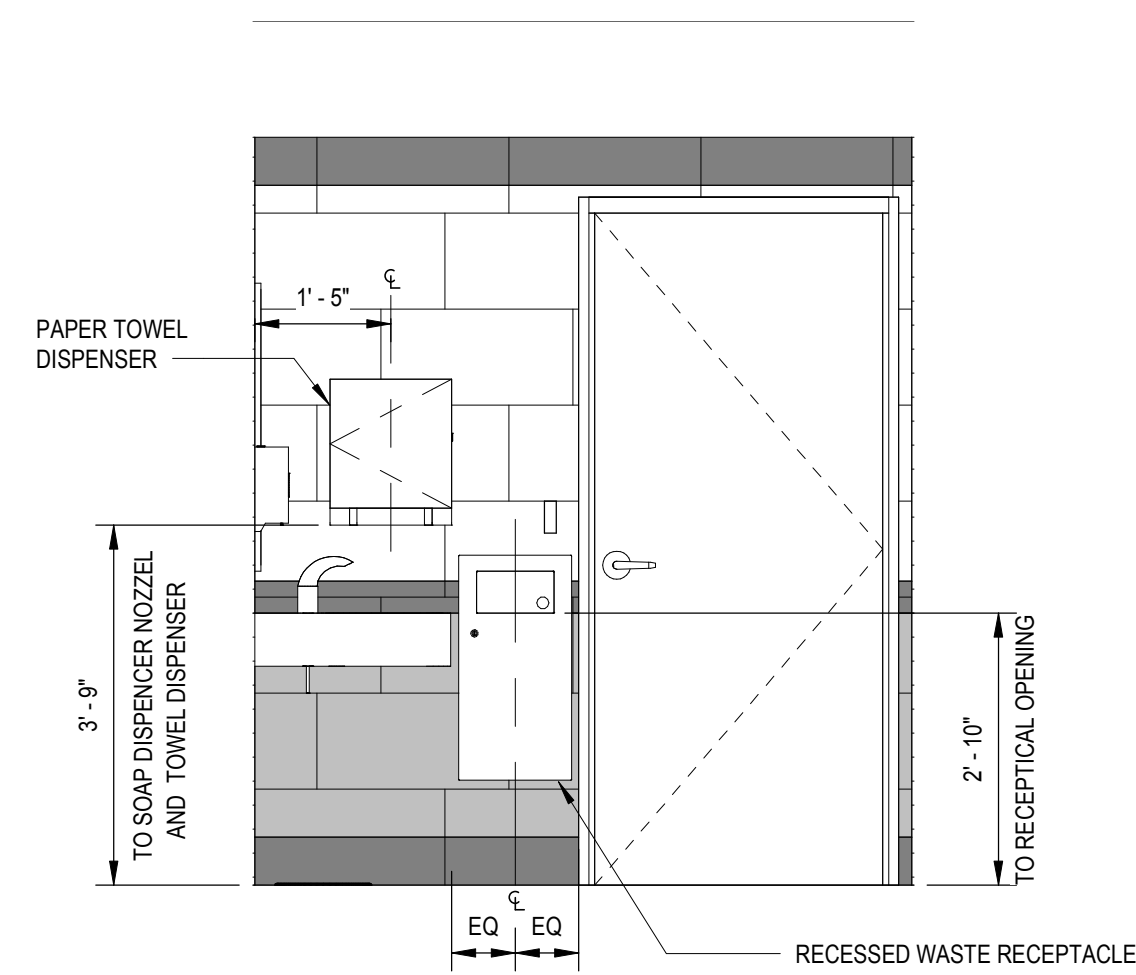 ℄
1' - 5"
PAPER TOWEL
DISPENSER
3' - 9"
TO SOAP DISPENCER NOZZEL
AND TOWEL DISPENSER
2' - 10"
TO RECEPTICAL OPENING
℄
EQ EQ
RECESSED WASTE RECEPTACLE